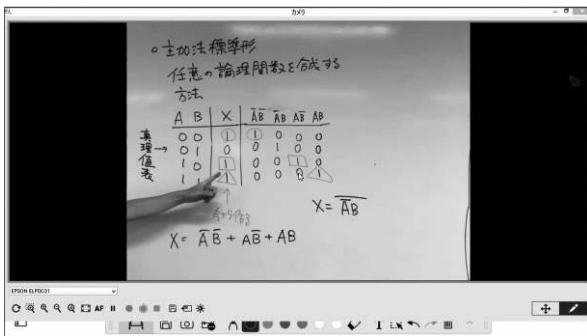 カメラ
○主加法標準形
任意の論理関数を合成する
方法
A B X A̅B̅ A̅B AB̅ AB
真 0 0 1 1 0 0 0
理→ 0 1 0 0 1 0 0
値 1 0 1 0 0 1 0
表 1 1 1 0 0 0 1
X = \overline{A̅B}
X = A̅ B̅ + AB̅ + AB
EPSON ELPDC21
AF